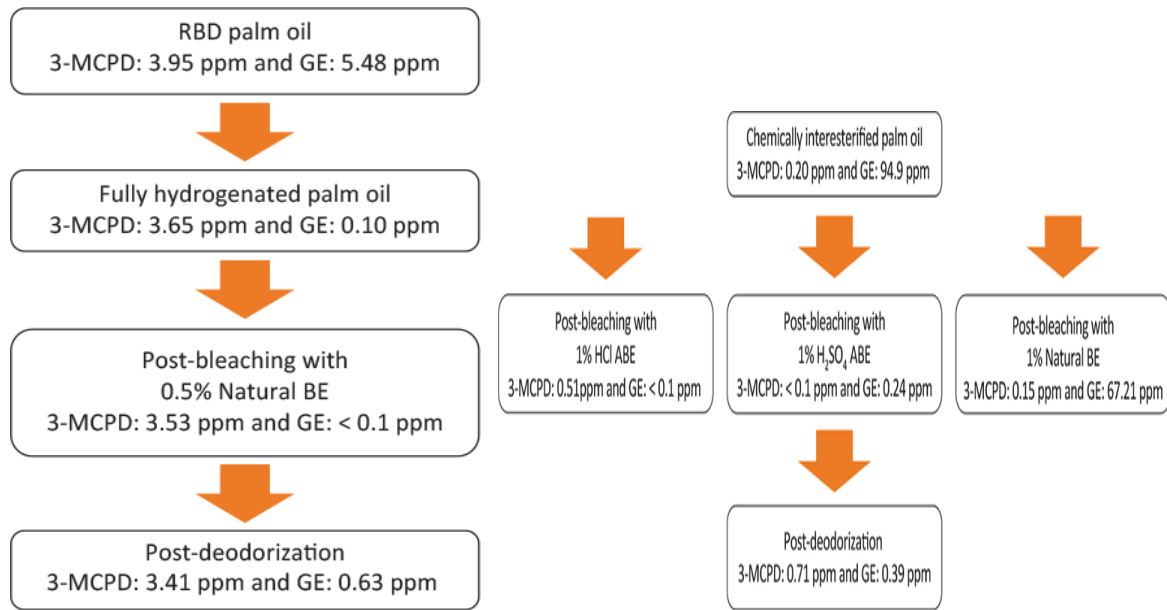 RBD palm oil
3-MCPD: 3.95 ppm and GE: 5.48 ppm
Fully hydrogenated palm oil
3-MCPD: 3.65 ppm and GE: 0.10 ppm
Post-bleaching with
0.5% Natural BE
3-MCPD: 3.53 ppm and GE: < 0.1 ppm
Post-deodorization
3-MCPD: 3.41 ppm and GE: 0.63 ppm
Chemically interesterified palm oil
3-MCPD: 0.20 ppm and GE: 94.9 ppm
Post-bleaching with
1% HCl ABE
3-MCPD: 0.51ppm and GE: < 0.1 ppm
Post-bleaching with
1% H₂SO₄ ABE
3-MCPD: < 0.1 ppm and GE: 0.24 ppm
Post-bleaching with
1% Natural BE
3-MCPD: 0.15 ppm and GE: 67.21 ppm
Post-deodorization
3-MCPD: 0.71 ppm and GE: 0.39 ppm